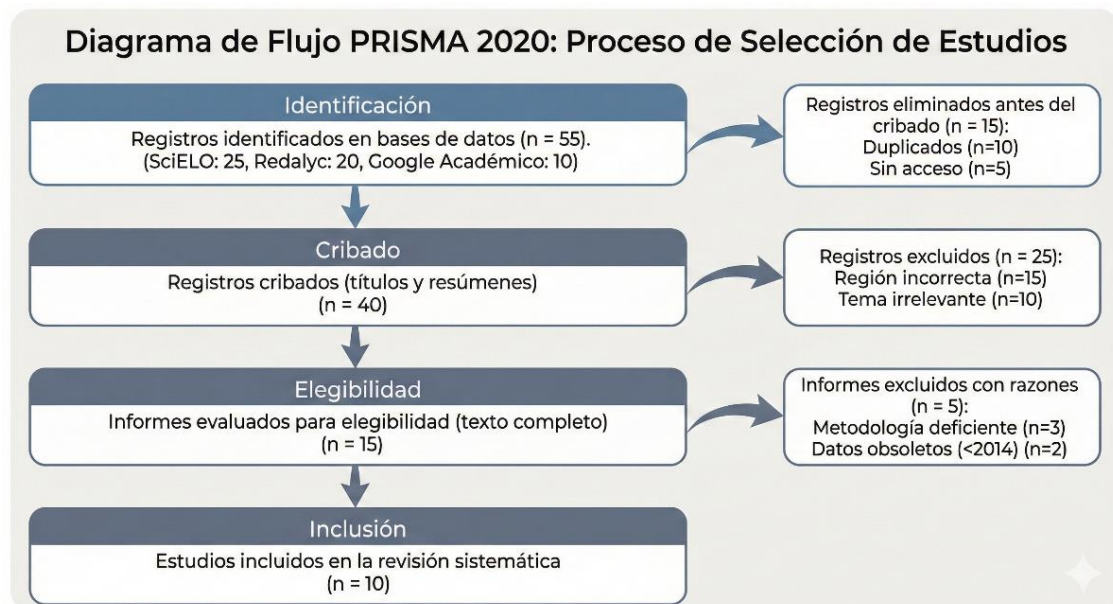 Diagrama de Flujo PRISMA 2020: Proceso de Selección de Estudios
Identificación
Registros identificados en bases de datos (n = 55).
(SciELO: 25, Redalyc: 20, Google Académico: 10)
Registros eliminados antes del
cribado (n = 15):
Duplicados (n=10)
Sin acceso (n=5)
Cribado
Registros cribados (títulos y resúmenes)
(n = 40)
Registros excluidos (n = 25):
Región incorrecta (n=15)
Tema irrelevante (n=10)
Elegibilidad
Informes evaluados para elegibilidad (texto completo)
(n = 15)
Informes excluidos con razones
(n = 5):
Metodología deficiente (n=3)
Datos obsoletos (<2014) (n=2)
Inclusión
Estudios incluidos en la revisión sistemática
(n = 10)